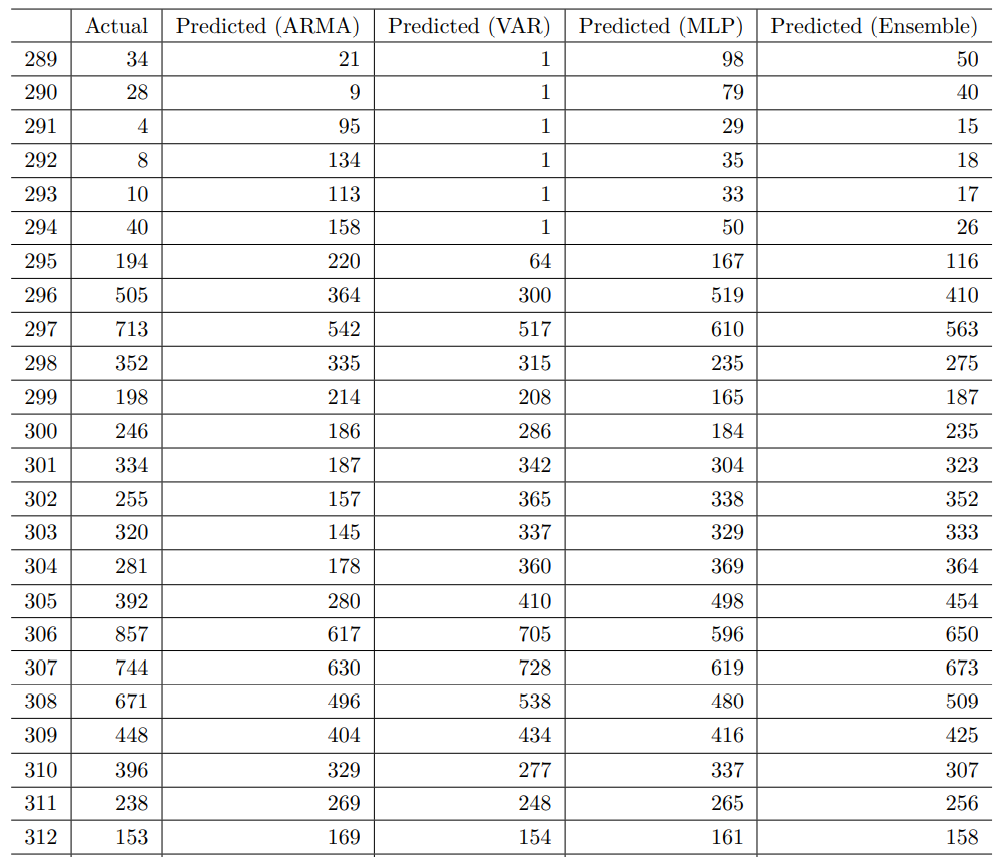 Actual Predicted (ARMA) Predicted (VAR) Predicted (MLP) Predicted (Ensemble)
289 34 21 1 98 50
290 28 9 1 79 40
291 4 95 1 29 15
292 8 134 1 35 18
293 10 113 1 33 17
294 40 158 1 50 26
295 194 220 64 167 116
296 505 364 300 519 410
297 713 542 517 610 563
298 352 335 315 235 275
299 198 214 208 165 187
300 246 186 286 184 235
301 334 187 342 304 323
302 255 157 365 338 352
303 320 145 337 329 333
304 281 178 360 369 364
305 392 280 410 498 454
306 857 617 705 596 650
307 744 630 728 619 673
308 671 496 538 480 509
309 448 404 434 416 425
310 396 329 277 337 307
311 238 269 248 265 256
312 153 169 154 161 158